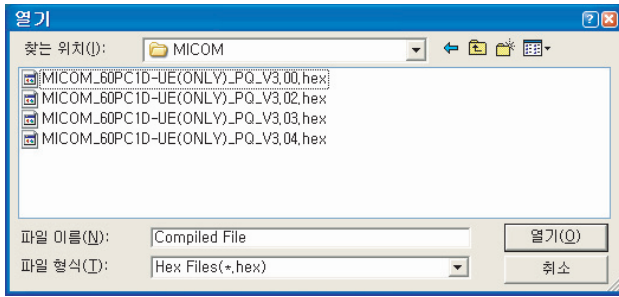 열기
찾는 위치(I): MICOM
MICOM_60PC1D-UE(ONLY)_PQ_V3,00,hex
MICOM_60PC1D-UE(ONLY)_PQ_V3,02,hex
MICOM_60PC1D-UE(ONLY)_PQ_V3,03,hex
MICOM_60PC1D-UE(ONLY)_PQ_V3,04,hex
파일 이름(N): Compiled File 열기(O)
파일 형식(T): Hex Files(*,hex) 취소